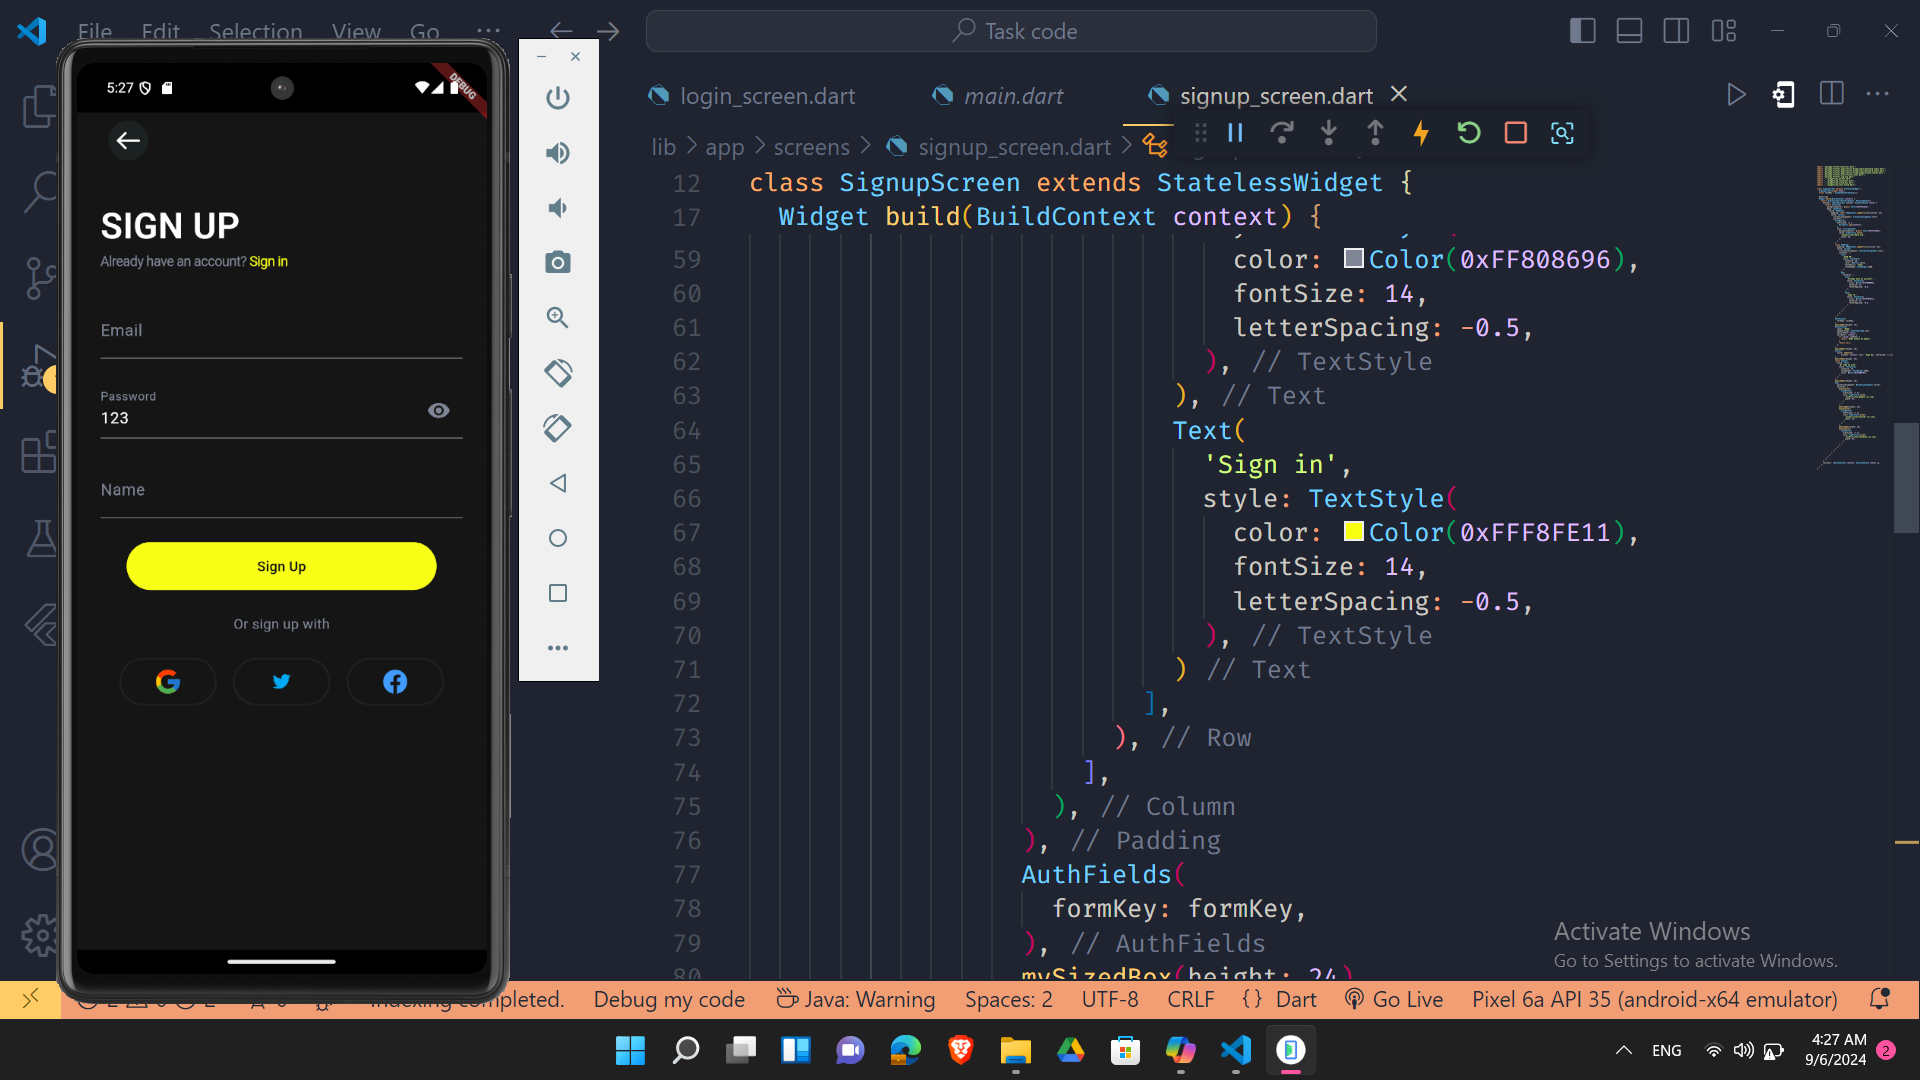 File Edit Selection View Go ...
Task code
login_screen.dart main.dart signup_screen.dart
lib > app > screens > signup_screen.dart >
12 class SignupScreen extends StatelessWidget {
17 Widget build(BuildContext context) {
59 color: Color(0xFF808696),
60 fontSize: 14,
61 letterSpacing: -0.5,
62 ), // TextStyle
63 ), // Text
64 Text(
65 'Sign in',
66 style: TextStyle(
67 color: Color(0xFFF8FE11),
68 fontSize: 14,
69 letterSpacing: -0.5,
70 ), // TextStyle
71 ) // Text
72 ],
73 ), // Row
74 ],
75 ), // Column
76 ), // Padding
77 AuthFields(
78 formKey: formKey,
79 ), // AuthFields
80 mySizedBox(height: 24)
5:27
DEBUG
SIGN UP
Already have an account? Sign in
Email
Password
123
Name
Sign Up
Or sign up with
Activate Windows
Go to Settings to activate Windows.
Indexing completed. Debug my code Java: Warning Spaces: 2 UTF-8 CRLF {} Dart Go Live Pixel 6a API 35 (android-x64 emulator)
ENG
4:27 AM
9/6/2024
2